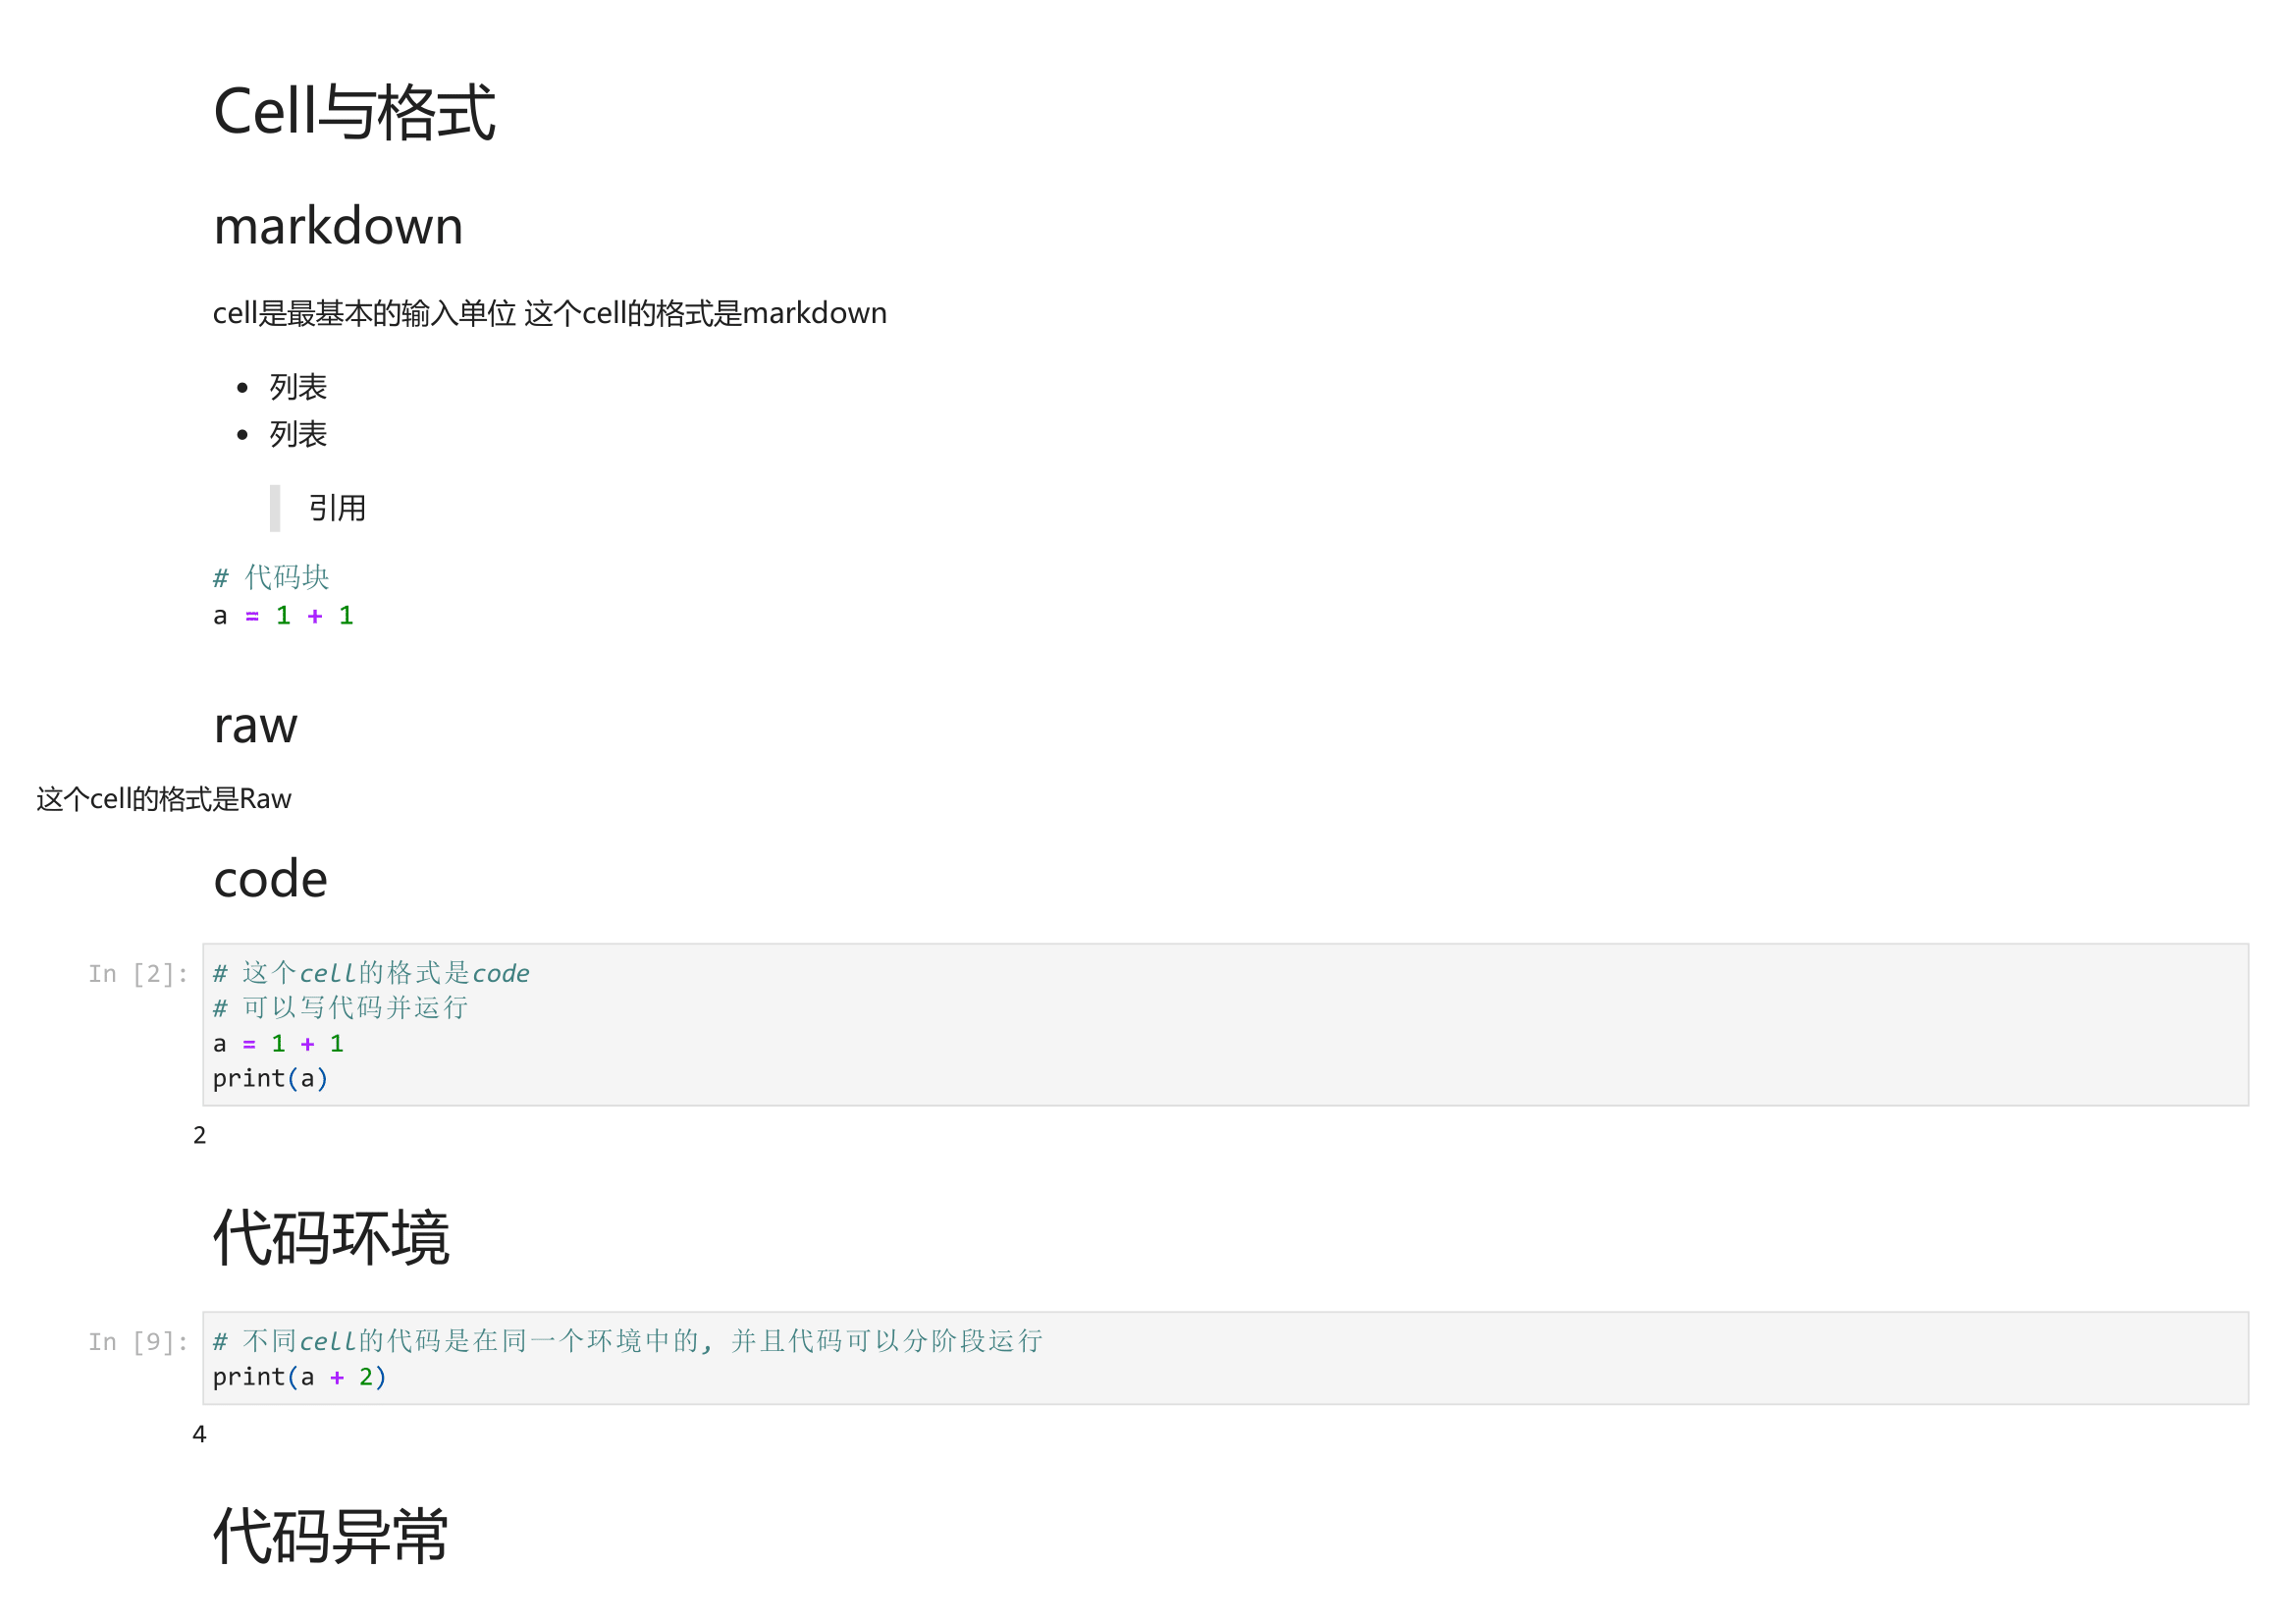 Cell与格式
markdown
cell是最基本的输入单位 这个cell的格式是markdown
列表
列表
引用
# 代码块
a = 1 + 1
raw
这个cell的格式是Raw
code
In [2]: # 这个cell的格式是code
# 可以写代码并运行
a = 1 + 1
print(a)
2
代码环境
In [9]: # 不同cell的代码是在同一个环境中的, 并且代码可以分阶段运行
print(a + 2)
4
代码异常